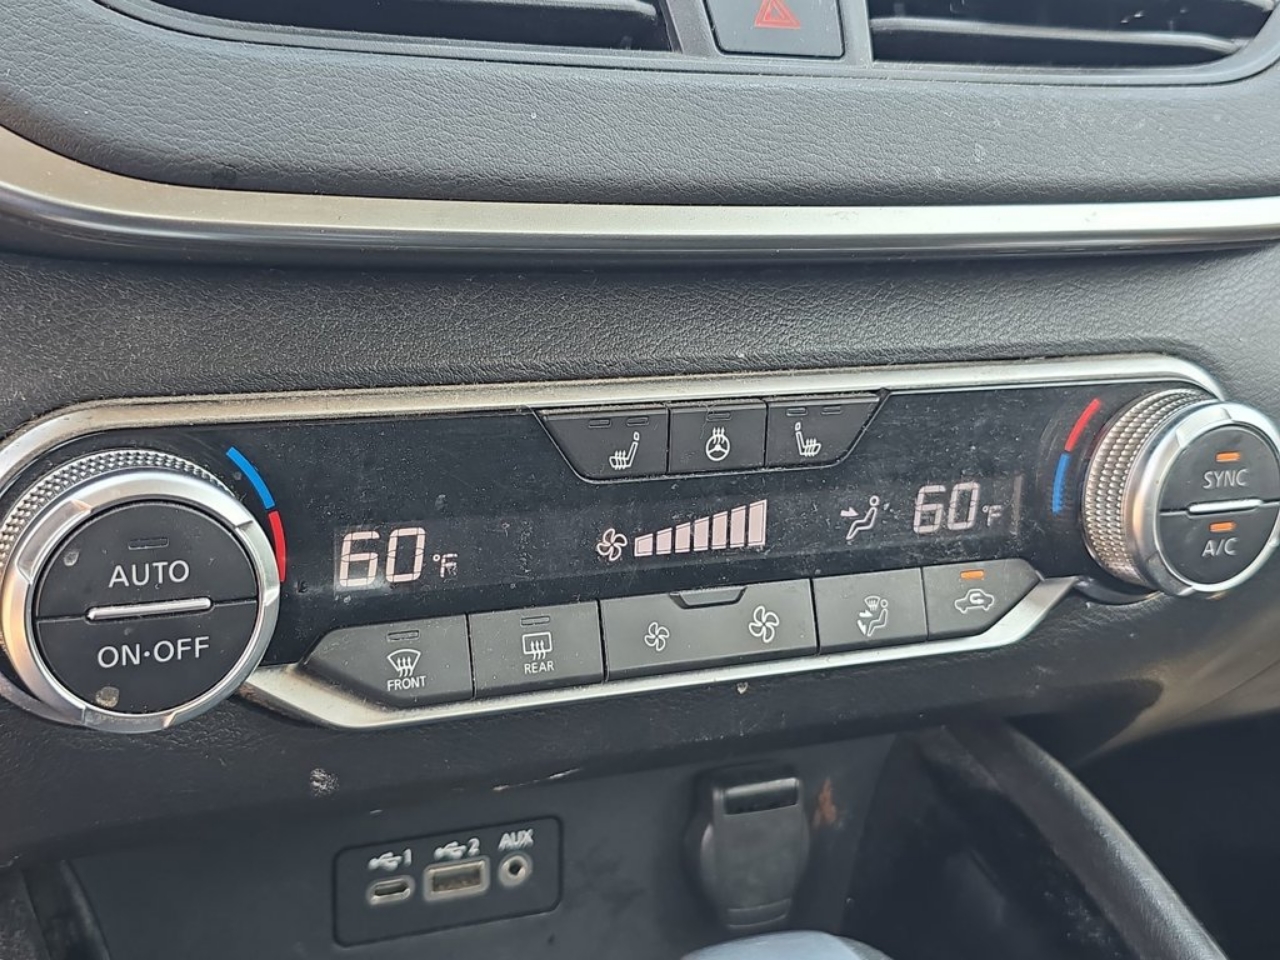 AUTO
ON·OFF
60°F
60°F
SYNC
A/C
FRONT
REAR
1
2
AUX